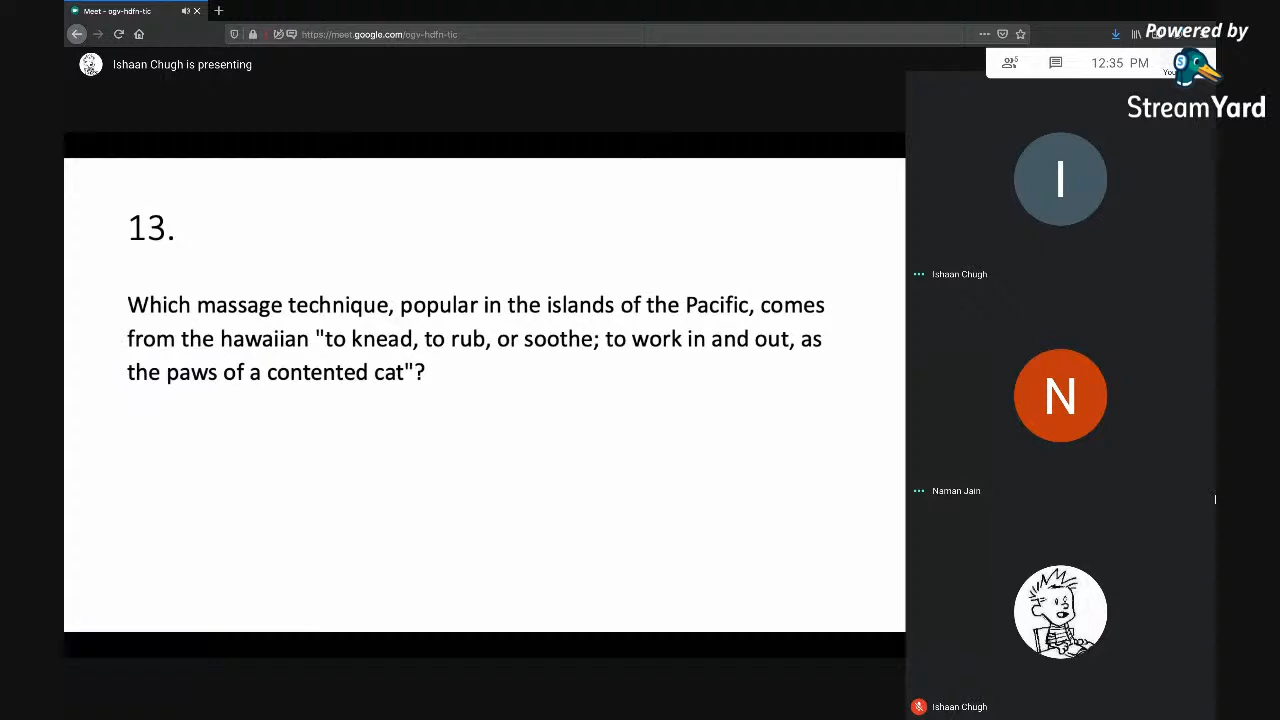 Meet - ogv-hdfn-tic
https://meet.google.com/ogv-hdfn-tic
Powered by
StreamYard
Ishaan Chugh is presenting
5
12:35 PM
You
13.
Which massage technique, popular in the islands of the Pacific, comes
from the hawaiian "to knead, to rub, or soothe; to work in and out, as
the paws of a contented cat"?
I
Ishaan Chugh
N
Naman Jain
Ishaan Chugh